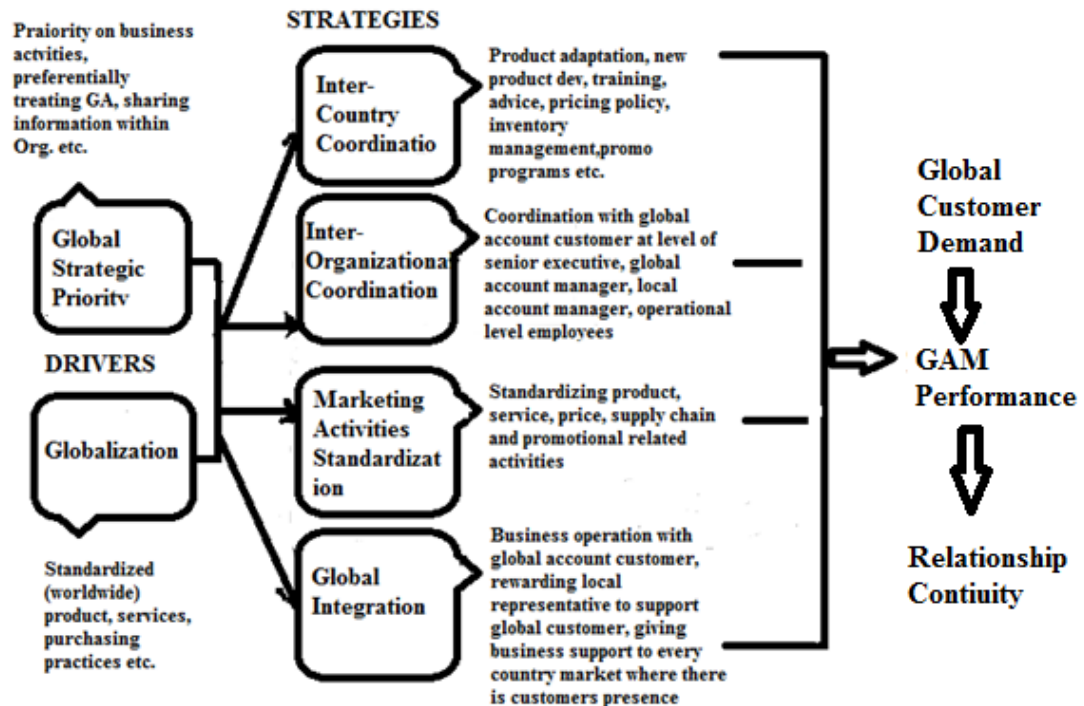 STRATEGIES
Praiority on business
actvities,
preferentially
treating GA, sharing
information within
Org. etc.
Global
Strategic
Priority
DRIVERS
Globalization
Standardized
(worldwide)
product, services,
purchasing
practices etc.
Inter-
Country
Coordinatio
Product adaptation, new
product dev, training,
advice, pricing policy,
inventory
management,promo
programs etc.
Inter-
Organizational
Coordination
Coordination with global
account customer at level of
senior executive, global
account manager, local
account manager, operational
level employees
Marketing
Activities
Standardizat
ion
Standardizing product,
service, price, supply chain
and promotional related
activities
Global
Integration
Business operation with
global account customer,
rewarding local
representative to support
global customer, giving
business support to every
country market where there
is customers presence
Global
Customer
Demand
GAM
Performance
Relationship
Contiuity